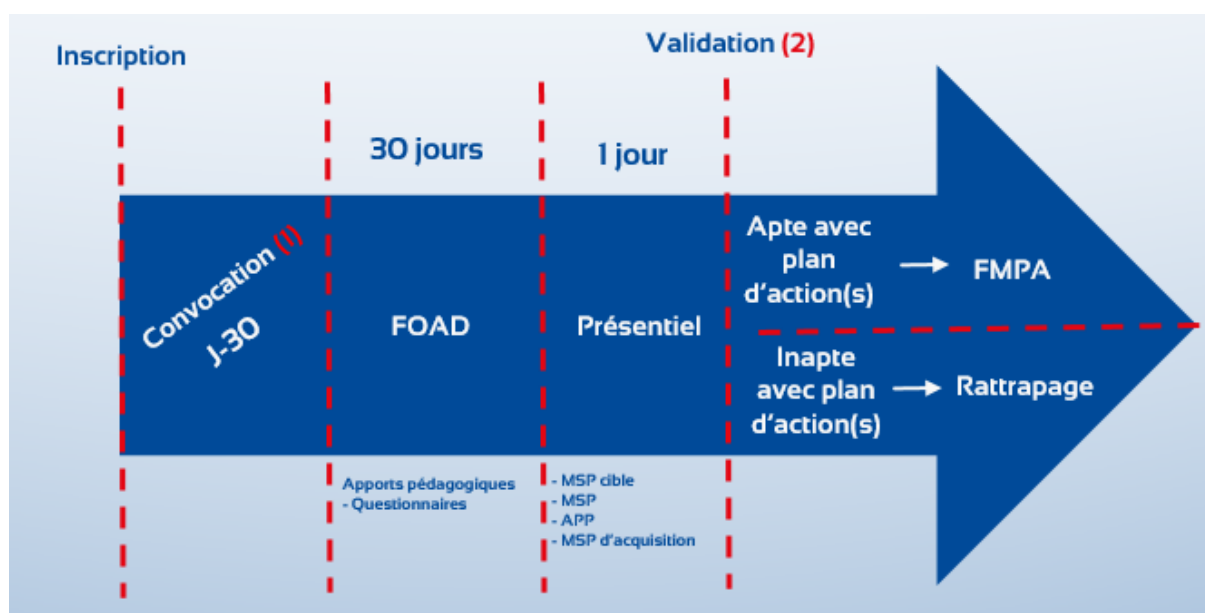 Inscription
Validation (2)
30 jours
1 jour
Convocation (1)
J-30
FOAD
Présentiel
Apte avec
plan
d'action(s)
FMPA
Inapte
avec plan
d'action(s)
Rattrapage
Apports pédagogiques
- Questionnaires
- MSP cible
- MSP
- APP
- MSP d'acquisition